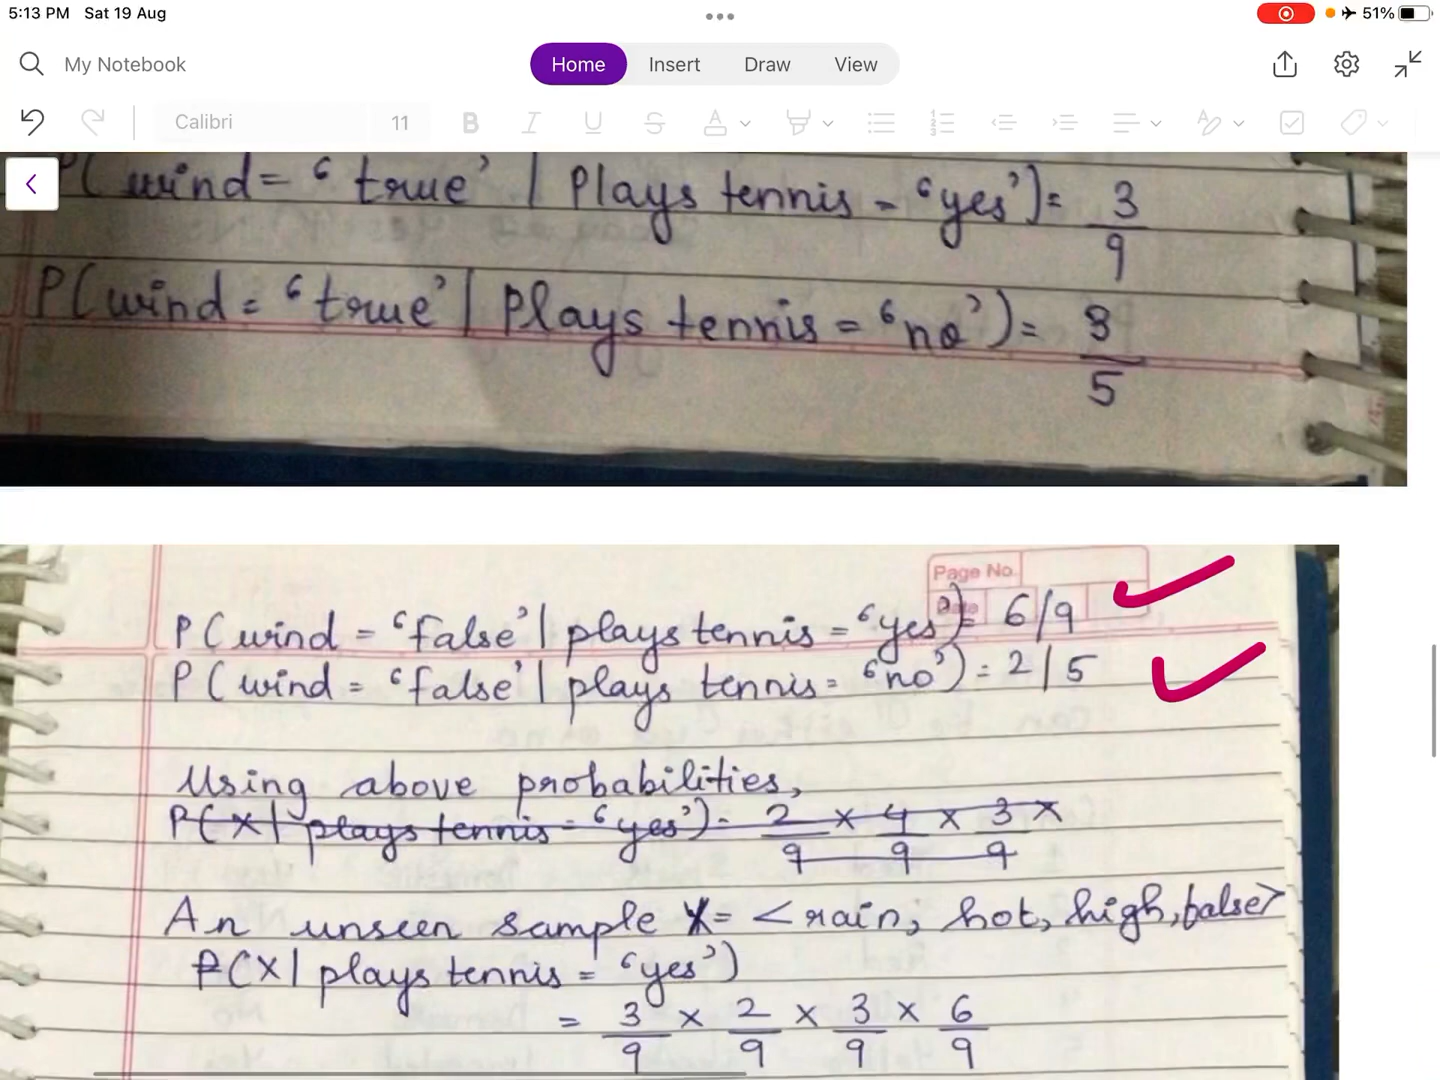 5:13 PM Sat 19 Aug
51%
My Notebook
Home Insert Draw View
Calibri 11 B I U S A
P(wind = 'true' | Plays tennis = 'yes') = 3/9
P(wind = 'true' | Plays tennis = 'no') = 3/5
Page No.
Date
P(wind = 'false' | plays tennis = 'yes') = 6/9
P(wind = 'false' | plays tennis = 'no') = 2/5
Using above probabilities,
P(X | plays tennis = 'yes') = 2/9 × 4/9 × 3/9 ×
An unseen sample X = <rain, hot, high, false>
P(X | plays tennis = 'yes')
= 3/9 × 2/9 × 3/9 × 6/9